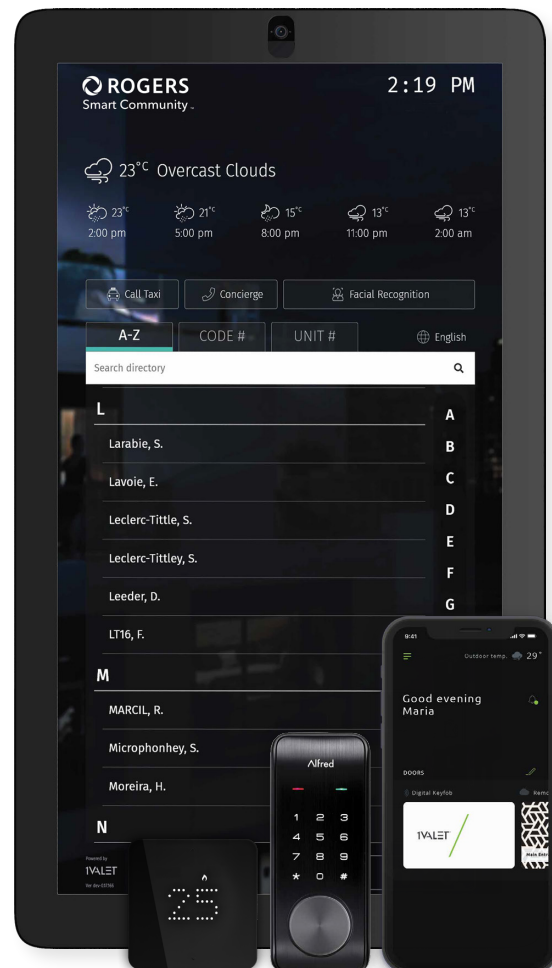 ROGERS
Smart Community™
2:19 PM
23°C Overcast Clouds
23°C 21°C 15°C 13°C 13°C
2:00 pm 5:00 pm 8:00 pm 11:00 pm 2:00 am
Call Taxi Concierge Facial Recognition
A-Z CODE # UNIT # English
Search directory
L
Larabie, S.
Lavoie, E.
Leclerc-Tittle, S.
Leclerc-Tittley, S.
Leeder, D.
LT16, F.
M
MARCIL, R.
Microphonhey, S.
Moreira, H.
N
A
B
C
D
E
F
G
Powered by
1VALET
25
Alfred
1 2 3
4 5 6
7 8 9
* 0 #
9:41
Outdoor temp. 29°
Good evening
Maria
DOORS
Digital Keyfob
1VALET
Main